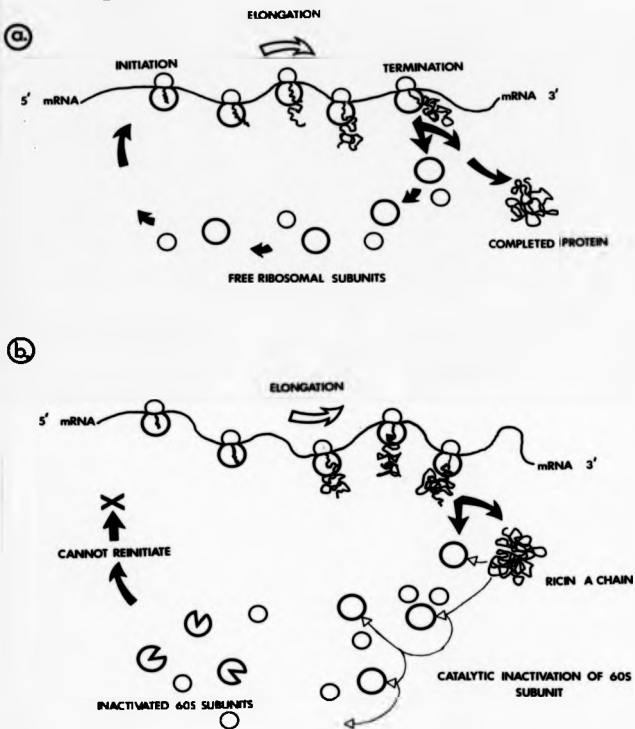 ELONGATION
a.
INITIATION
TERMINATION
5' mRNA
mRNA 3'
COMPLETED PROTEIN
FREE RIBOSOMAL SUBUNITS
b.
ELONGATION
5' mRNA
mRNA 3'
X
CANNOT REINITIATE
RICIN A CHAIN
CATALYTIC INACTIVATION OF 60S
SUBUNIT
INACTIVATED 60S SUBUNITS